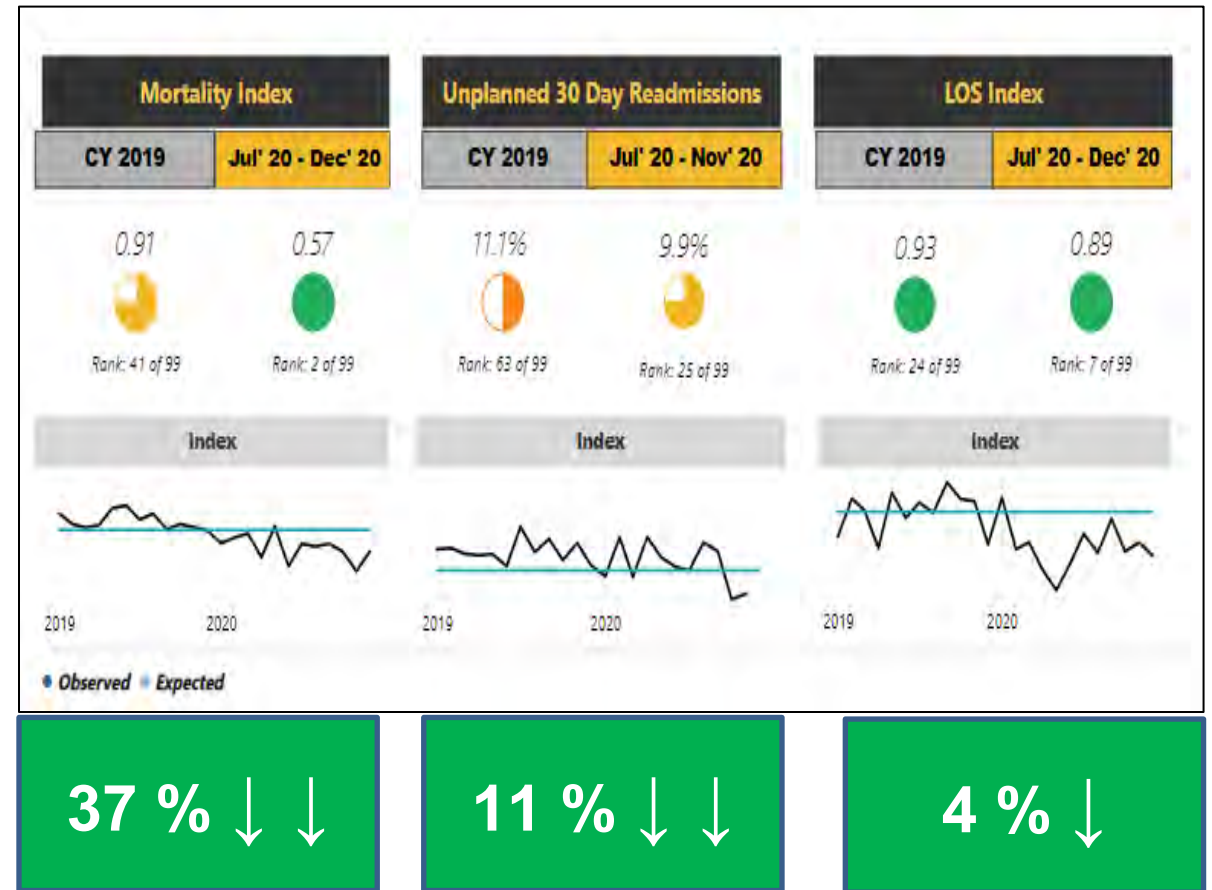 Mortality Index
Unplanned 30 Day Readmissions
LOS Index
CY 2019
Jul' 20 - Dec' 20
CY 2019
Jul' 20 - Nov' 20
CY 2019
Jul' 20 - Dec' 20
0.91
0.57
11.1%
9.9%
0.93
0.89
Rank: 41 of 99
Rank: 2 of 99
Rank: 63 of 99
Rank: 25 of 99
Rank: 24 of 99
Rank: 7 of 99
Index
Index
Index
2019
2020
2019
2020
2019
2020
• Observed • Expected
37 % ↓ ↓
11 % ↓ ↓
4 % ↓